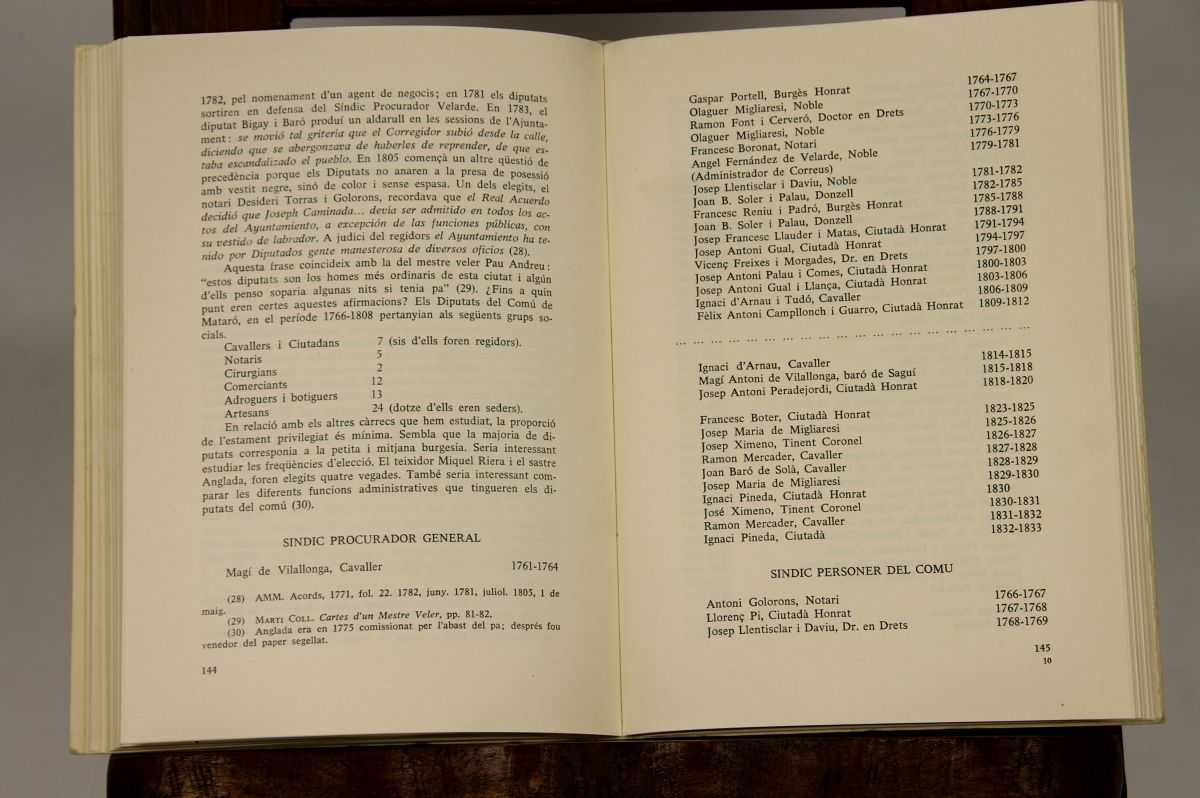 1782, pel nomenament d'un agent de negocis; en 1781 els diputats
sortiren en defensa del Síndic Procurador Velarde. En 1783, el
diputat Bigay i Baró produí un aldarull en les sessions de l'Ajunta-
ment: se movió tal griteria que el Corregidor subió desde la calle,
diciendo que se abergonzava de haberles de reprender, de que es-
taba escandalizado el pueblo. En 1805 començà un altre qüestió de
precedència porque els Diputats no anaren a la presa de posessió
amb vestit negre, sinó de color i sense espasa. Un dels elegits, el
notari Desideri Torras i Golorons, recordava que el Real Acuerdo
decidió que Joseph Caminada... devia ser admitido en todos los ac-
tos del Ayuntamiento, a excepción de las funciones públicas, con
su vestido de labrador. A judici del regidors el Ayuntamiento ha te-
nido por Diputados gente manesterosa de diversos oficios (28).
Aquesta frase coincideix amb la del mestre veler Pau Andreu:
"estos diputats son los homes més ordinaris de esta ciutat i algún
d'ells penso soparia algunas nits si tenia pa" (29). ¿Fins a quin
punt eren certes aquestes afirmacions? Els Diputats del Comú de
Mataró, en el període 1766-1808 pertanyian als següents grups so-
cials.
Cavallers i Ciutadans 7 (sis d'ells foren regidors).
Notaris 5
Cirurgians 2
Comerciants 12
Adroguers i botiguers 13
Artesans 24 (dotze d'ells eren seders).
En relació amb els altres càrrecs que hem estudiat, la proporció
de l'estament privilegiat és mínima. Sembla que la majoria de di-
putats corresponia a la petita i mitjana burgesia. Seria interessant
estudiar les freqüències d'elecció. El teixidor Miquel Riera i el sastre
Anglada, foren elegits quatre vegades. També seria interessant com-
parar les diferents funcions administratives que tingueren els di-
putats del comú (30).
SINDIC PROCURADOR GENERAL
Magí de Vilallonga, Cavaller 1761-1764
(28) AMM. Acords, 1771, fol. 22. 1782, juny. 1781, juliol. 1805, 1 de
maig.
(29) MARTI COLL. Cartes d'un Mestre Veler, pp. 81-82.
(30) Anglada era en 1775 comissionat per l'abast del pa; després fou
venedor del paper segellat.
144
Gaspar Portell, Burgès Honrat 1764-1767
Olaguer Migliaresi, Noble 1767-1770
Ramon Font i Cerveró, Doctor en Drets 1770-1773
Olaguer Migliaresi, Noble 1773-1776
Francesc Boronat, Notari 1776-1779
Angel Fernández de Velarde, Noble 1779-1781
(Administrador de Correus)
Josep Llentisclar i Daviu, Noble 1781-1782
Joan B. Soler i Palau, Donzell 1782-1785
Francesc Reniu i Padró, Burgès Honrat 1785-1788
Joan B. Soler i Palau, Donzell 1788-1791
Josep Francesc Llauder i Matas, Ciutadà Honrat 1791-1794
Josep Antoni Gual, Ciutadà Honrat 1794-1797
Vicenç Freixes i Morgades, Dr. en Drets 1797-1800
Josep Antoni Palau i Comes, Ciutadà Honrat 1800-1803
Josep Antoni Gual i Llança, Ciutadà Honrat 1803-1806
Ignaci d'Arnau i Tudó, Cavaller 1806-1809
Fèlix Antoni Campllonch i Guarro, Ciutadà Honrat 1809-1812
... ... ... ... ... ... ... ... ... ... ... ... ... ... ... ... ... ...
Ignaci d'Arnau, Cavaller 1814-1815
Magí Antoni de Vilallonga, baró de Saguí 1815-1818
Josep Antoni Peradejordi, Ciutadà Honrat 1818-1820
Francesc Boter, Ciutadà Honrat 1823-1825
Josep Maria de Migliaresi 1825-1826
Josep Ximeno, Tinent Coronel 1826-1827
Ramon Mercader, Cavaller 1827-1828
Joan Baró de Solà, Cavaller 1828-1829
Josep Maria de Migliaresi 1829-1830
Ignaci Pineda, Ciutadà Honrat 1830
José Ximeno, Tinent Coronel 1830-1831
Ramon Mercader, Cavaller 1831-1832
Ignaci Pineda, Ciutadà 1832-1833
SINDIC PERSONER DEL COMU
Antoni Golorons, Notari 1766-1767
Llorenç Pi, Ciutadà Honrat 1767-1768
Josep Llentisclar i Daviu, Dr. en Drets 1768-1769
145
10